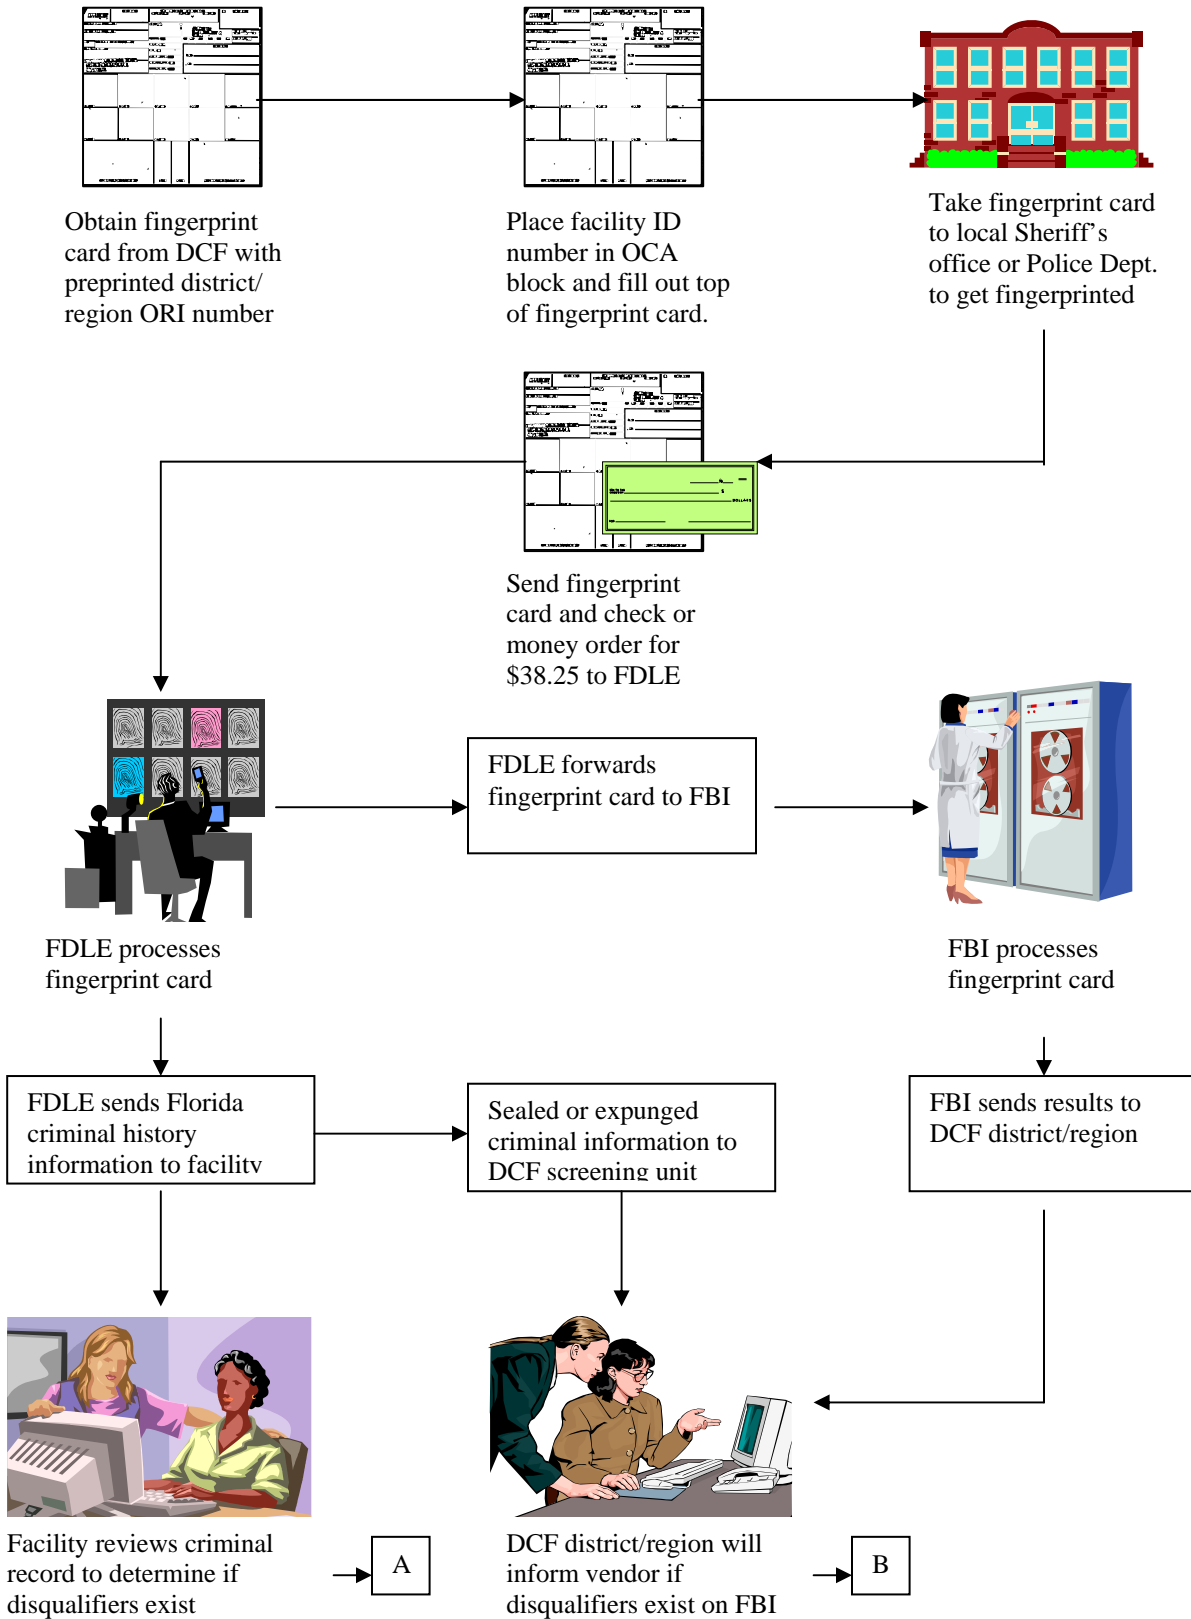 Obtain fingerprint
card from DCF with
preprinted district/
region ORI number
Place facility ID
number in OCA
block and fill out top
of fingerprint card.
Take fingerprint card
to local Sheriff's
office or Police Dept.
to get fingerprinted
Send fingerprint
card and check or
money order for
$38.25 to FDLE
FDLE forwards
fingerprint card to FBI
FDLE processes
fingerprint card
FBI processes
fingerprint card
FDLE sends Florida
criminal history
information to facility
Sealed or expunged
criminal information to
DCF screening unit
FBI sends results to
DCF district/region
Facility reviews criminal
record to determine if
disqualifiers exist
A
DCF district/region will
inform vendor if
disqualifiers exist on FBI
B